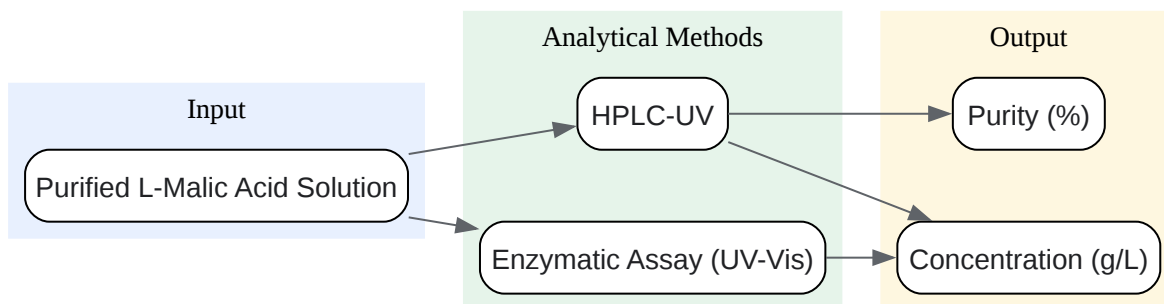 Input
Purified L-Malic Acid Solution
Analytical Methods
HPLC-UV
Enzymatic Assay (UV-Vis)
Output
Purity (%)
Concentration (g/L)